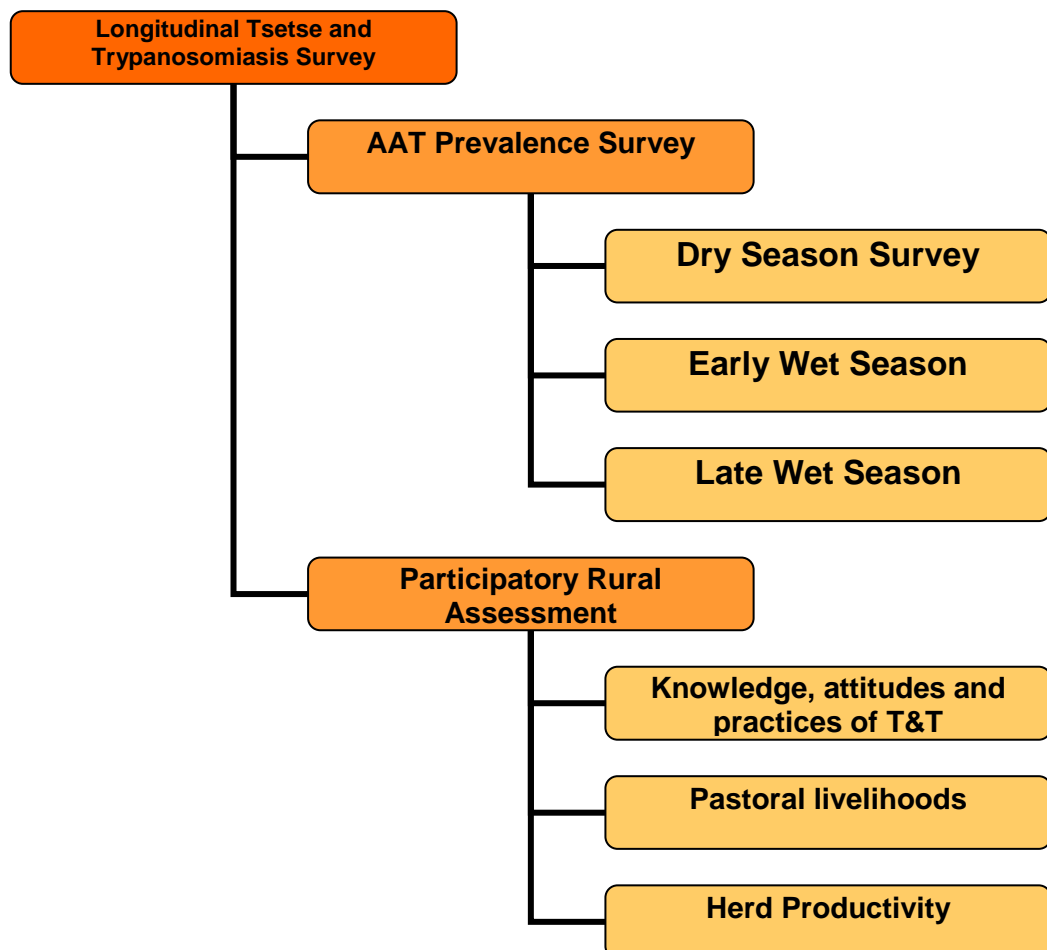 Longitudinal Tsetse and
Trypanosomiasis Survey
AAT Prevalence Survey
Dry Season Survey
Early Wet Season
Late Wet Season
Participatory Rural
Assessment
Knowledge, attitudes and
practices of T&T
Pastoral livelihoods
Herd Productivity